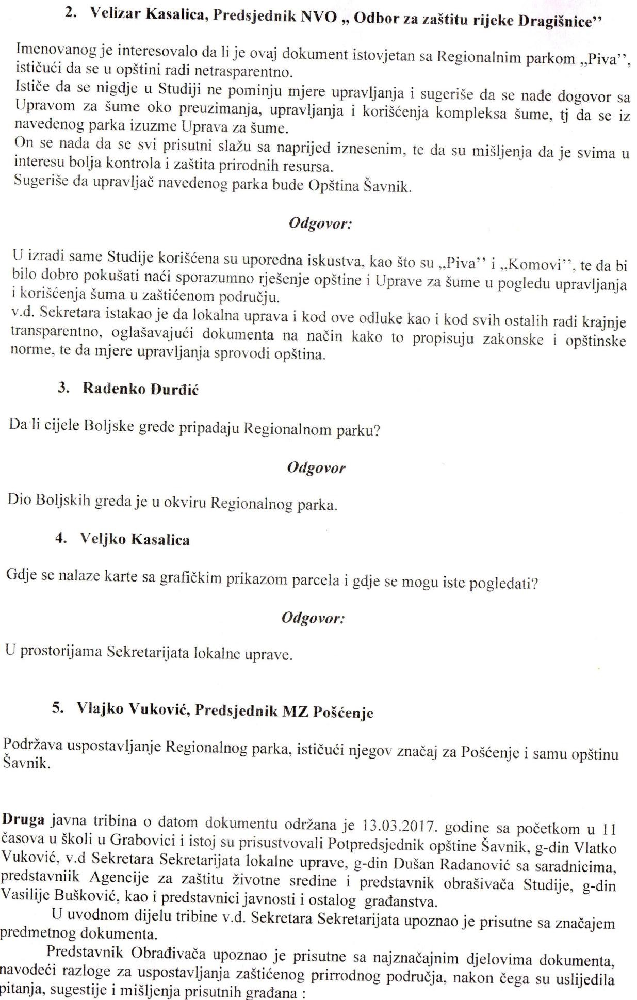 2. Velizar Kasalica, Predsjednik NVO „ Odbor za zaštitu rijeke Dragišnice”
Imenovanog je interesovalo da li je ovaj dokument istovjetan sa Regionalnim parkom „Piva”,
ističući da se u opštini radi netrasparentno.
Ističe da se nigdje u Studiji ne pominju mjere upravljanja i sugeriše da se nađe dogovor sa
Upravom za šume oko preuzimanja, upravljanja i korišćenja kompleksa šume, tj da se iz
navedenog parka izuzme Uprava za šume.
On se nada da se svi prisutni slažu sa naprijed iznesenim, te da su mišljenja da je svima u
interesu bolja kontrola i zaštita prirodnih resursa.
Sugeriše da upravljač navedenog parka bude Opština Šavnik.
Odgovor:
U izradi same Studije korišćena su uporedna iskustva, kao što su „Piva” i „Komovi”, te da bi
bilo dobro pokušati naći sporazumno rješenje opštine i Uprave za šume u pogledu upravljanja
i korišćenja šuma u zaštićenom području.
v.d. Sekretara istakao je da lokalna uprava i kod ove odluke kao i kod svih ostalih radi krajnje
transparentno, oglašavajući dokumenta na način kako to propisuju zakonske i opštinske
norme, te da mjere upravljanja sprovodi opština.
3. Radenko Đurđić
Da li cijele Boljske grede pripadaju Regionalnom parku?
Odgovor
Dio Boljskih greda je u okviru Regionalnog parka.
4. Veljko Kasalica
Gdje se nalaze karte sa grafičkim prikazom parcela i gdje se mogu iste pogledati?
Odgovor:
U prostorijama Sekretarijata lokalne uprave.
5. Vlajko Vuković, Predsjednik MZ Pošćenje
Podržava uspostavljanje Regionalnog parka, ističući njegov značaj za Pošćenje i samu opštinu
Šavnik.
Druga javna tribina o datom dokumentu održana je 13.03.2017. godine sa početkom u 11
časova u školi u Grabovici i istoj su prisustvovali Potpredsjednik opštine Šavnik, g-din Vlatko
Vuković, v.d Sekretara Sekretarijata lokalne uprave, g-din Dušan Radanović sa saradnicima,
predstavniik Agencije za zaštitu životne sredine i predstavnik obrašivača Studije, g-din
Vasilije Bušković, kao i predstavnici javnosti i ostalog građanstva.
U uvodnom dijelu tribine v.d. Sekretara Sekretarijata upoznao je prisutne sa značajem
predmetnog dokumenta.
Predstavnik Obrađivača upoznao je prisutne sa najznačajnim djelovima dokumenta,
navodeći razloge za uspostavljanja zaštićenog prirrodnog područja, nakon čega su uslijedila
pitanja, sugestije i mišljenja prisutnih građana :